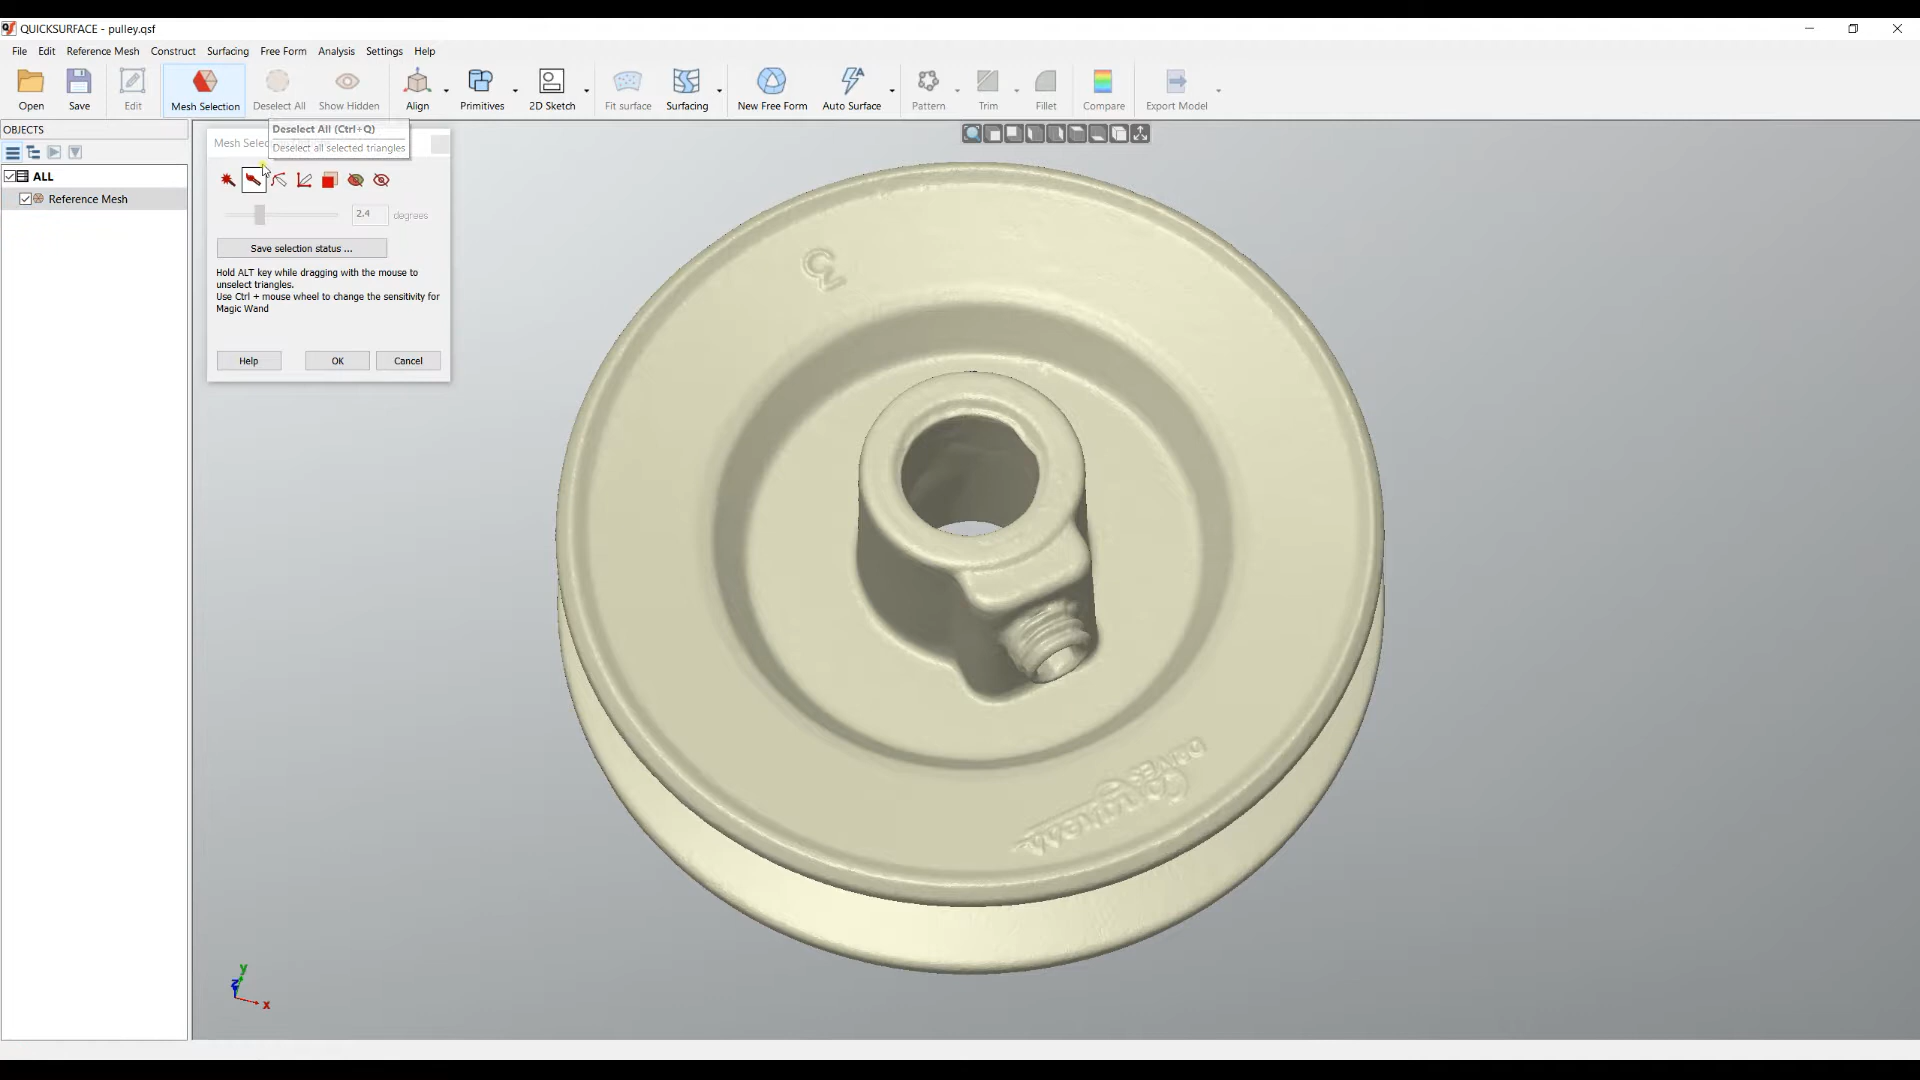 QUICKSURFACE - pulley.qsf
File Edit Reference Mesh Construct Surfacing Free Form Analysis Settings Help
Open Save Edit Mesh Selection Deselect All Show Hidden Align Primitives 2D Sketch Fit surface Surfacing New Free Form Auto Surface Pattern Trim Fillet Compare Export Model
OBJECTS
ALL
Reference Mesh
Deselect All (Ctrl+Q)
Deselect all selected triangles
Mesh Selec
2.4 degrees
Save selection status ...
Hold ALT key while dragging with the mouse to
unselect triangles.
Use Ctrl + mouse wheel to change the sensitivity for
Magic Wand
Help OK Cancel
3
DRIVES
y
z
x